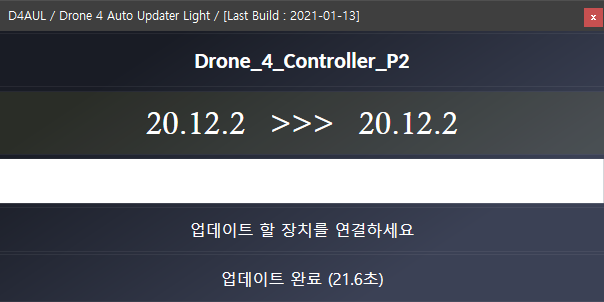 D4AUL / Drone 4 Auto Updater Light / [Last Build : 2021-01-13]
x
Drone_4_Controller_P2
20.12.2 >>> 20.12.2
업데이트 할 장치를 연결하세요
업데이트 완료 (21.6초)